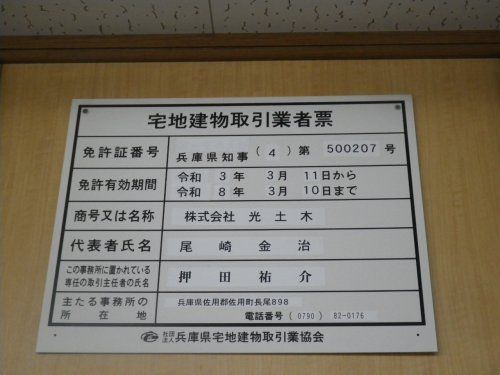 宅地建物取引業者票
免許証番号 兵庫県知事(4)第 500207 号
免許有効期間 令和 3年 3月 11日から
令和 8年 3月 10日まで
商号又は名称 株式会社 光土木
代表者氏名 尾崎金治
この事務所に置かれている
専任の取引主任者の氏名 押田祐介
主たる事務所の
所在地 兵庫県佐用郡佐用町長尾898
電話番号(0790) 82-0176
社団法人 兵庫県宅地建物取引業協会